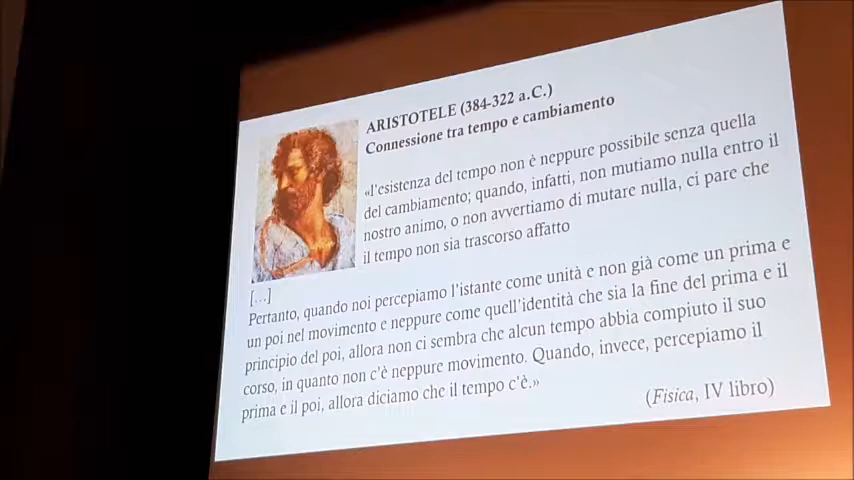 ARISTOTELE (384-322 a.C.)
Connessione tra tempo e cambiamento
«l'esistenza del tempo non è neppure possibile senza quella
del cambiamento; quando, infatti, non mutiamo nulla entro il
nostro animo, o non avvertiamo di mutare nulla, ci pare che
il tempo non sia trascorso affatto
[...]
Pertanto, quando noi percepiamo l'istante come unità e non già come un prima e
un poi nel movimento e neppure come quell'identità che sia la fine del prima e il
principio del poi, allora non ci sembra che alcun tempo abbia compiuto il suo
corso, in quanto non c'è neppure movimento. Quando, invece, percepiamo il
prima e il poi, allora diciamo che il tempo c'è.»
(Fisica, IV libro)